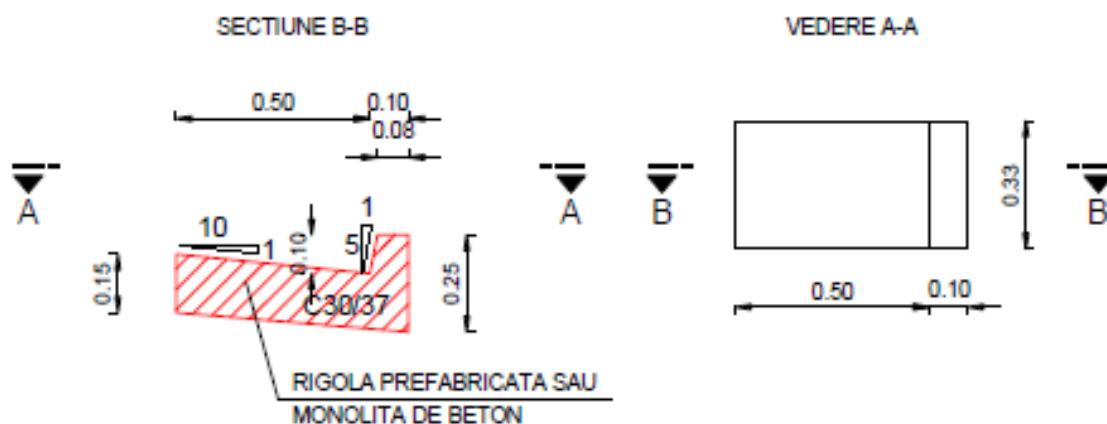 SECTIUNE B-B
VEDERE A-A
0.50
0.10
0.08
A
A
B
B
0.33
10
1
0.10
1
5
0.15
0.25
C30/37
0.50
0.10
RIGOLA PREFABRICATA SAU
MONOLITA DE BETON